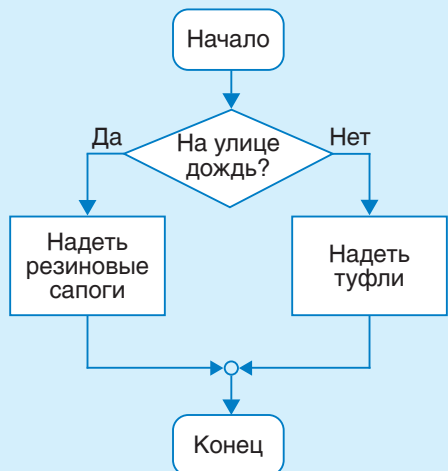 Начало
Да
На улице
дождь?
Нет
Надеть
резиновые
сапоги
Надеть
туфли
Конец